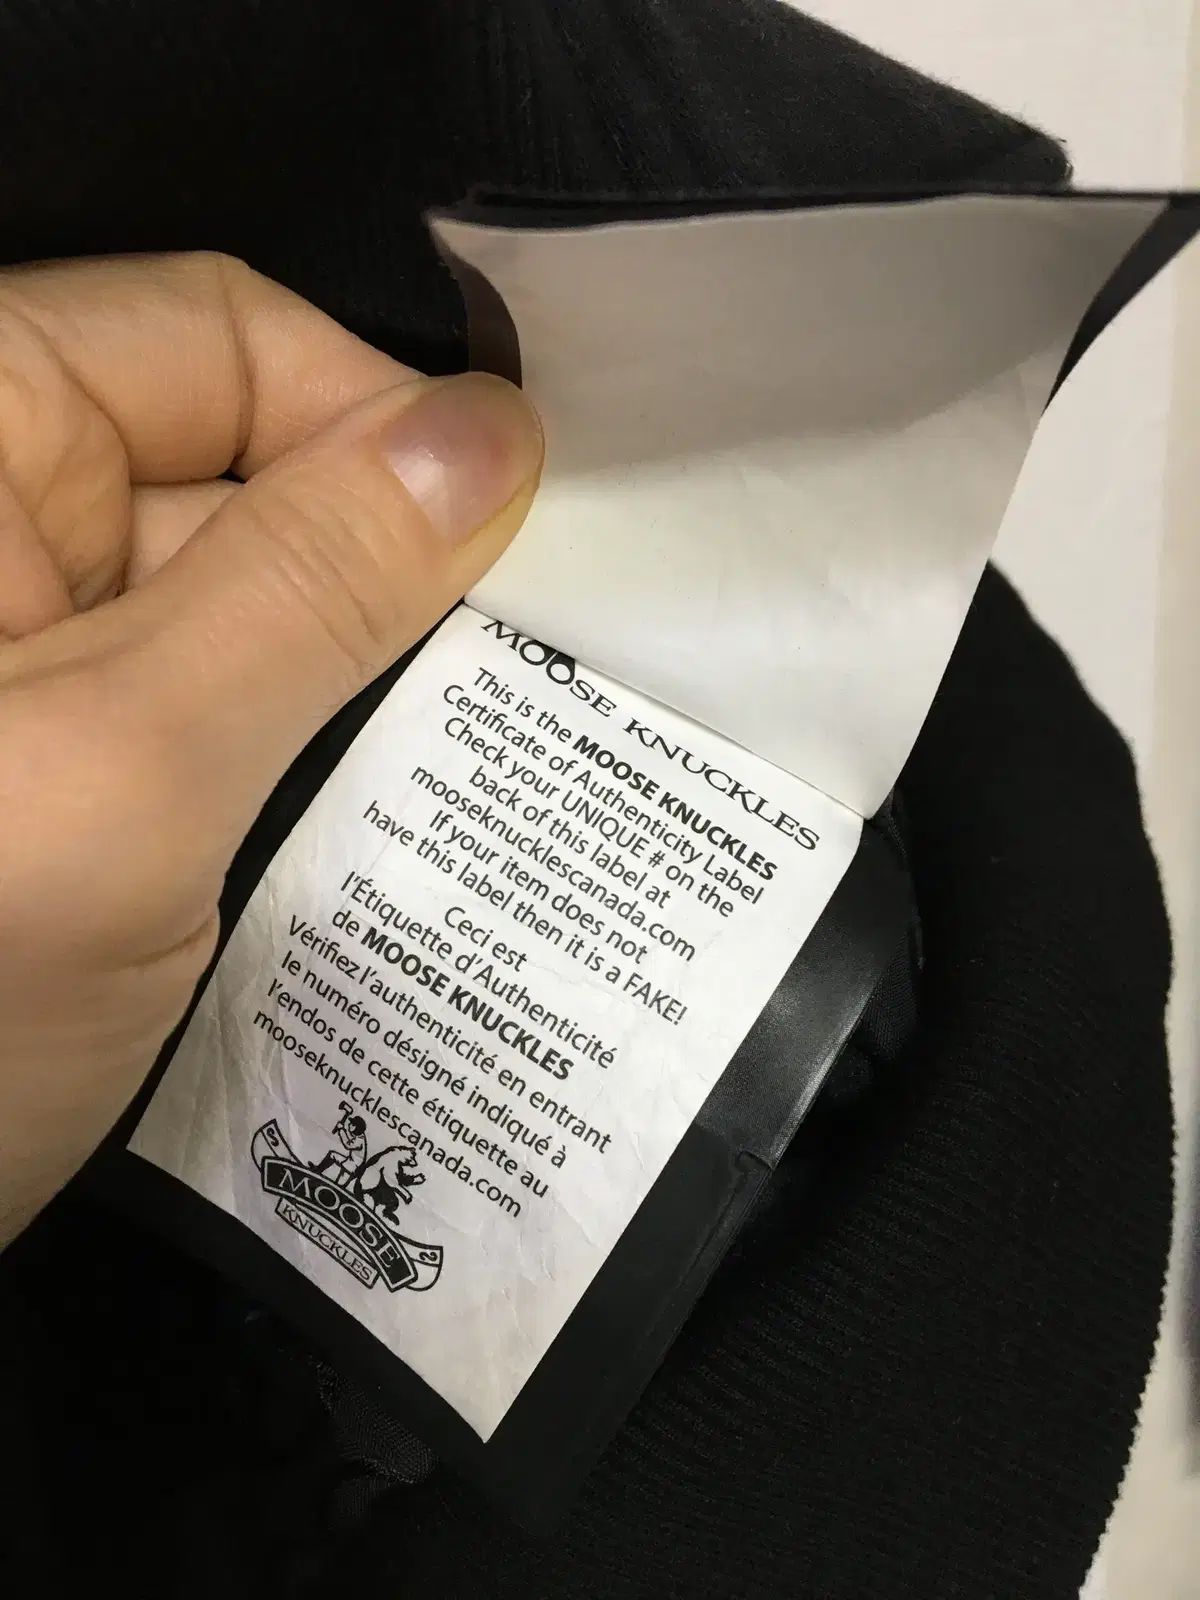 MOOSE KNUCKLES
This is the MOOSE KNUCKLES
Certificate of Authenticity Label
Check your UNIQUE # on the
back of this label at
mooseknucklescanada.com
If your item does not
have this label then it is a FAKE!
Ceci est
l'Étiquette d'Authenticité
de MOOSE KNUCKLES
Vérifiez l'authenticité en entrant
le numéro désigné indiqué à
l'endos de cette étiquette au
mooseknucklescanada.com
MOOSE
KNUCKLES